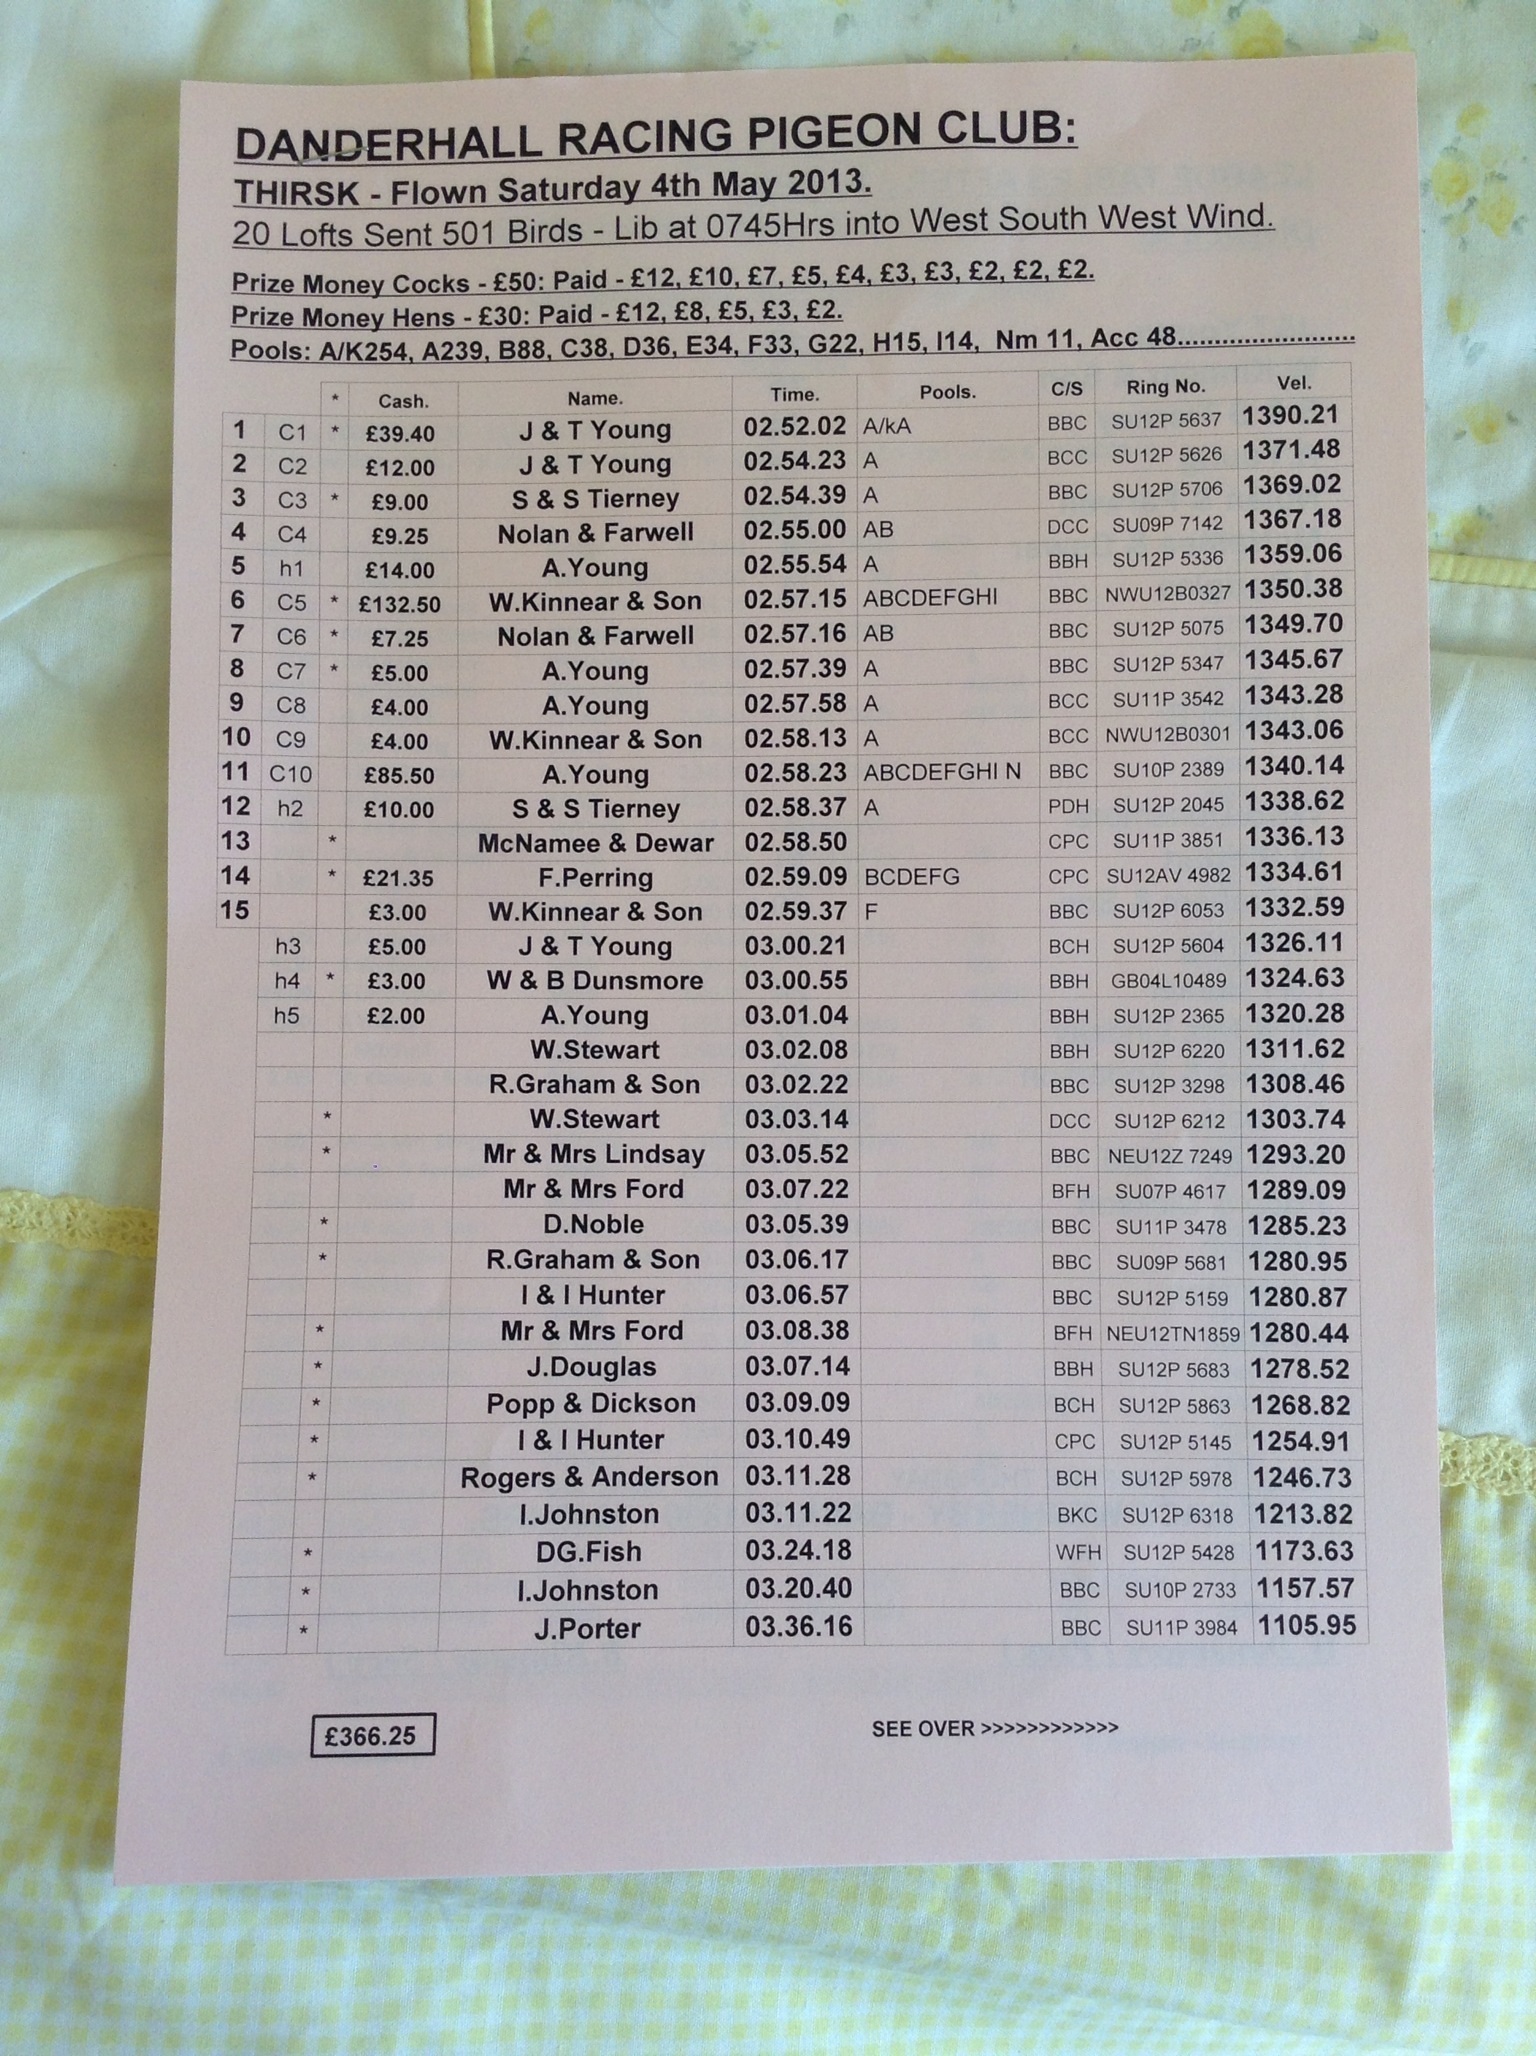 DANDERHALL RACING PIGEON CLUB:
THIRSK - Flown Saturday 4th May 2013.
20 Lofts Sent 501 Birds - Lib at 0745Hrs into West South West Wind.
Prize Money Cocks - £50: Paid - £12, £10, £7, £5, £4, £3, £3, £2, £2, £2.
Prize Money Hens - £30: Paid - £12, £8, £5, £3, £2.
Pools: A/K254, A239, B88, C38, D36, E34, F33, G22, H15, I14, Nm 11, Acc 48........................
* Cash. Name. Time. Pools. C/S Ring No. Vel.
1 C1 * £39.40 J & T Young 02.52.02 A/kA BBC SU12P 5637 1390.21
2 C2 £12.00 J & T Young 02.54.23 A BCC SU12P 5626 1371.48
3 C3 * £9.00 S & S Tierney 02.54.39 A BBC SU12P 5706 1369.02
4 C4 £9.25 Nolan & Farwell 02.55.00 AB DCC SU09P 7142 1367.18
5 h1 £14.00 A.Young 02.55.54 A BBH SU12P 5336 1359.06
6 C5 * £132.50 W.Kinnear & Son 02.57.15 ABCDEFGHI BBC NWU12B0327 1350.38
7 C6 * £7.25 Nolan & Farwell 02.57.16 AB BBC SU12P 5075 1349.70
8 C7 * £5.00 A.Young 02.57.39 A BBC SU12P 5347 1345.67
9 C8 £4.00 A.Young 02.57.58 A BCC SU11P 3542 1343.28
10 C9 £4.00 W.Kinnear & Son 02.58.13 A BCC NWU12B0301 1343.06
11 C10 £85.50 A.Young 02.58.23 ABCDEFGHI N BBC SU10P 2389 1340.14
12 h2 £10.00 S & S Tierney 02.58.37 A PDH SU12P 2045 1338.62
13 * McNamee & Dewar 02.58.50 CPC SU11P 3851 1336.13
14 * £21.35 F.Perring 02.59.09 BCDEFG CPC SU12AV 4982 1334.61
15 £3.00 W.Kinnear & Son 02.59.37 F BBC SU12P 6053 1332.59
h3 £5.00 J & T Young 03.00.21 BCH SU12P 5604 1326.11
h4 * £3.00 W & B Dunsmore 03.00.55 BBH GB04L10489 1324.63
h5 £2.00 A.Young 03.01.04 BBH SU12P 2365 1320.28
W.Stewart 03.02.08 BBH SU12P 6220 1311.62
R.Graham & Son 03.02.22 BBC SU12P 3298 1308.46
* W.Stewart 03.03.14 DCC SU12P 6212 1303.74
* Mr & Mrs Lindsay 03.05.52 BBC NEU12Z 7249 1293.20
Mr & Mrs Ford 03.07.22 BFH SU07P 4617 1289.09
* D.Noble 03.05.39 BBC SU11P 3478 1285.23
* R.Graham & Son 03.06.17 BBC SU09P 5681 1280.95
I & I Hunter 03.06.57 BBC SU12P 5159 1280.87
* Mr & Mrs Ford 03.08.38 BFH NEU12TN1859 1280.44
* J.Douglas 03.07.14 BBH SU12P 5683 1278.52
* Popp & Dickson 03.09.09 BCH SU12P 5863 1268.82
* I & I Hunter 03.10.49 CPC SU12P 5145 1254.91
* Rogers & Anderson 03.11.28 BCH SU12P 5978 1246.73
I.Johnston 03.11.22 BKC SU12P 6318 1213.82
* DG.Fish 03.24.18 WFH SU12P 5428 1173.63
* I.Johnston 03.20.40 BBC SU10P 2733 1157.57
* J.Porter 03.36.16 BBC SU11P 3984 1105.95
£366.25 SEE OVER >>>>>>>>>>>>